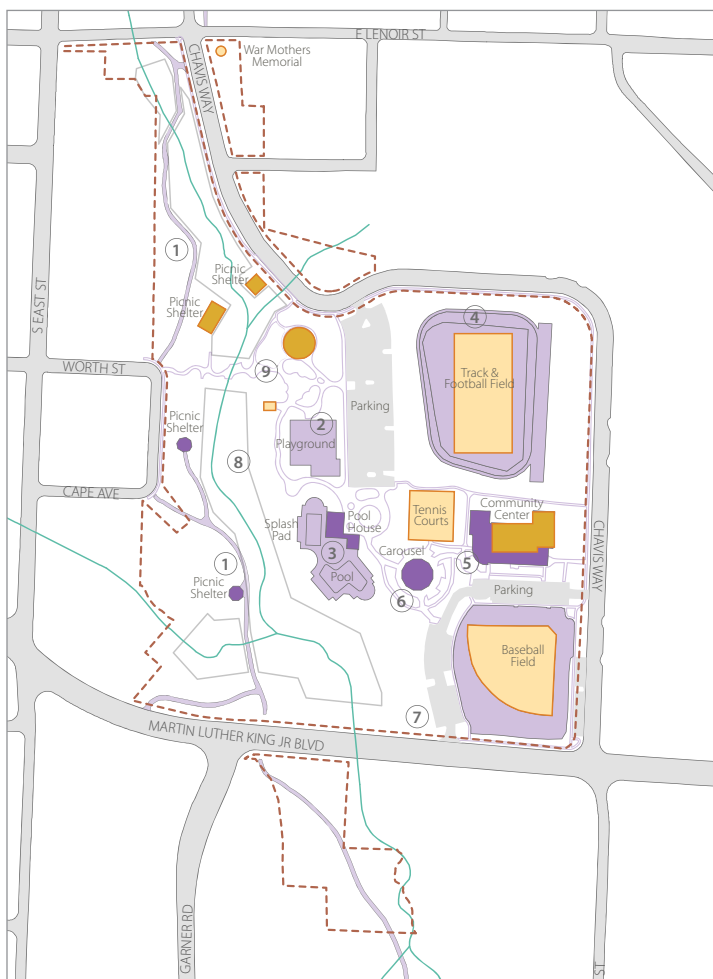 E LENOIR ST
War Mothers
Memorial
CHAVIS WAY
1
Picnic
Shelter
Picnic
Shelter
S EAST ST
4
WORTH ST
9
Track &
Football Field
Parking
Picnic
Shelter
2
Playground
8
CAPE AVE
Splash
Pad
Pool
House
Tennis
Courts
Community
Center
3
Carousel
CHAVIS WAY
1
5
Picnic
Shelter
Pool
6
Parking
Baseball
Field
7
MARTIN LUTHER KING JR BLVD
GARNER RD
ST